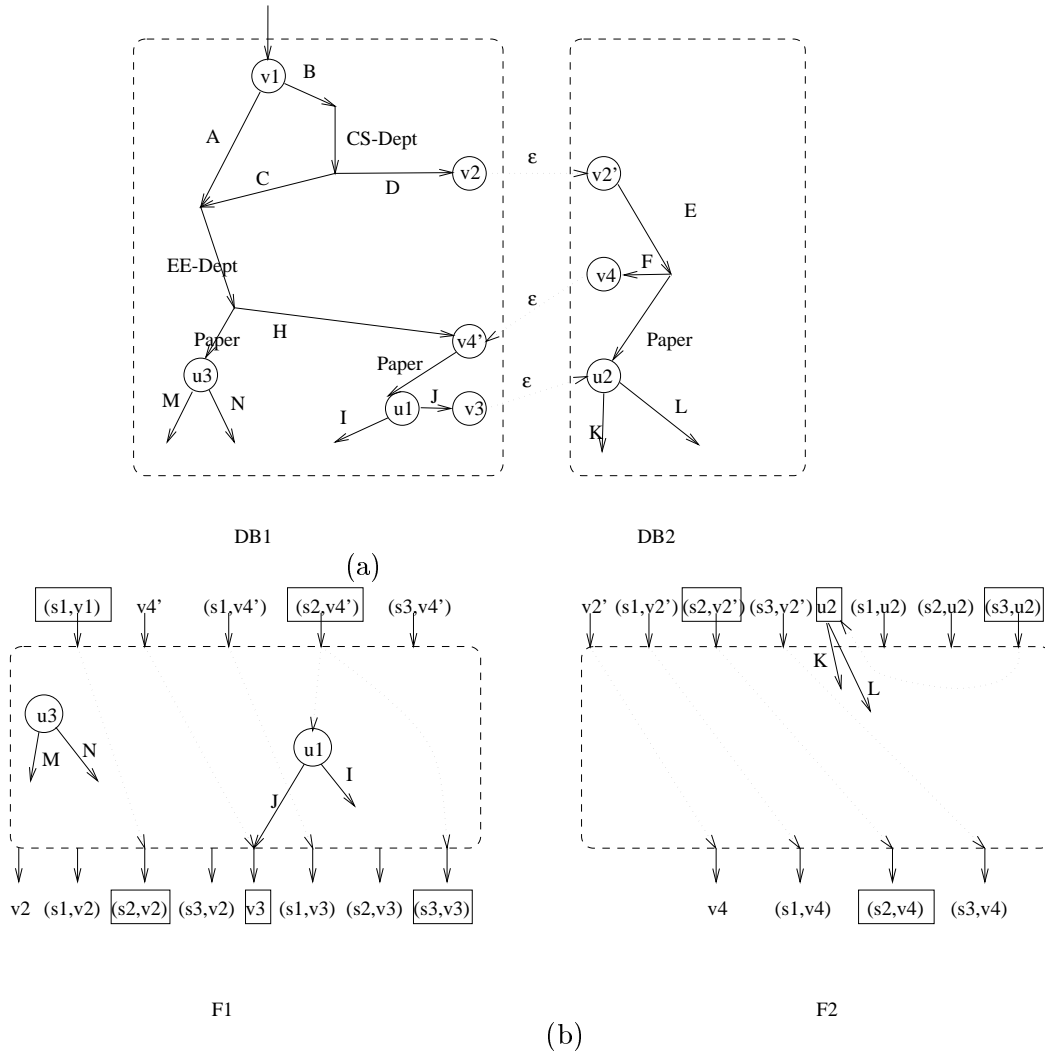 v1
B
A
CS-Dept
C
D
v2
ε
v2'
E
EE-Dept
v4
F
ε
H
v4'
Paper
Paper
Paper
u3
ε
u2
M
N
I
u1
J
v3
K
L
DB1
DB2
(a)
(s1,v1)
v4'
(s1,v4')
(s2,v4')
(s3,v4')
v2'
(s1,v2')
(s2,v2')
(s3,v2')
u2
(s1,u2)
(s2,u2)
(s3,u2)
K
L
u3
M
N
u1
J
I
v2
(s1,v2)
(s2,v2)
(s3,v2)
v3
(s1,v3)
(s2,v3)
(s3,v3)
v4
(s1,v4)
(s2,v4)
(s3,v4)
F1
F2
(b)